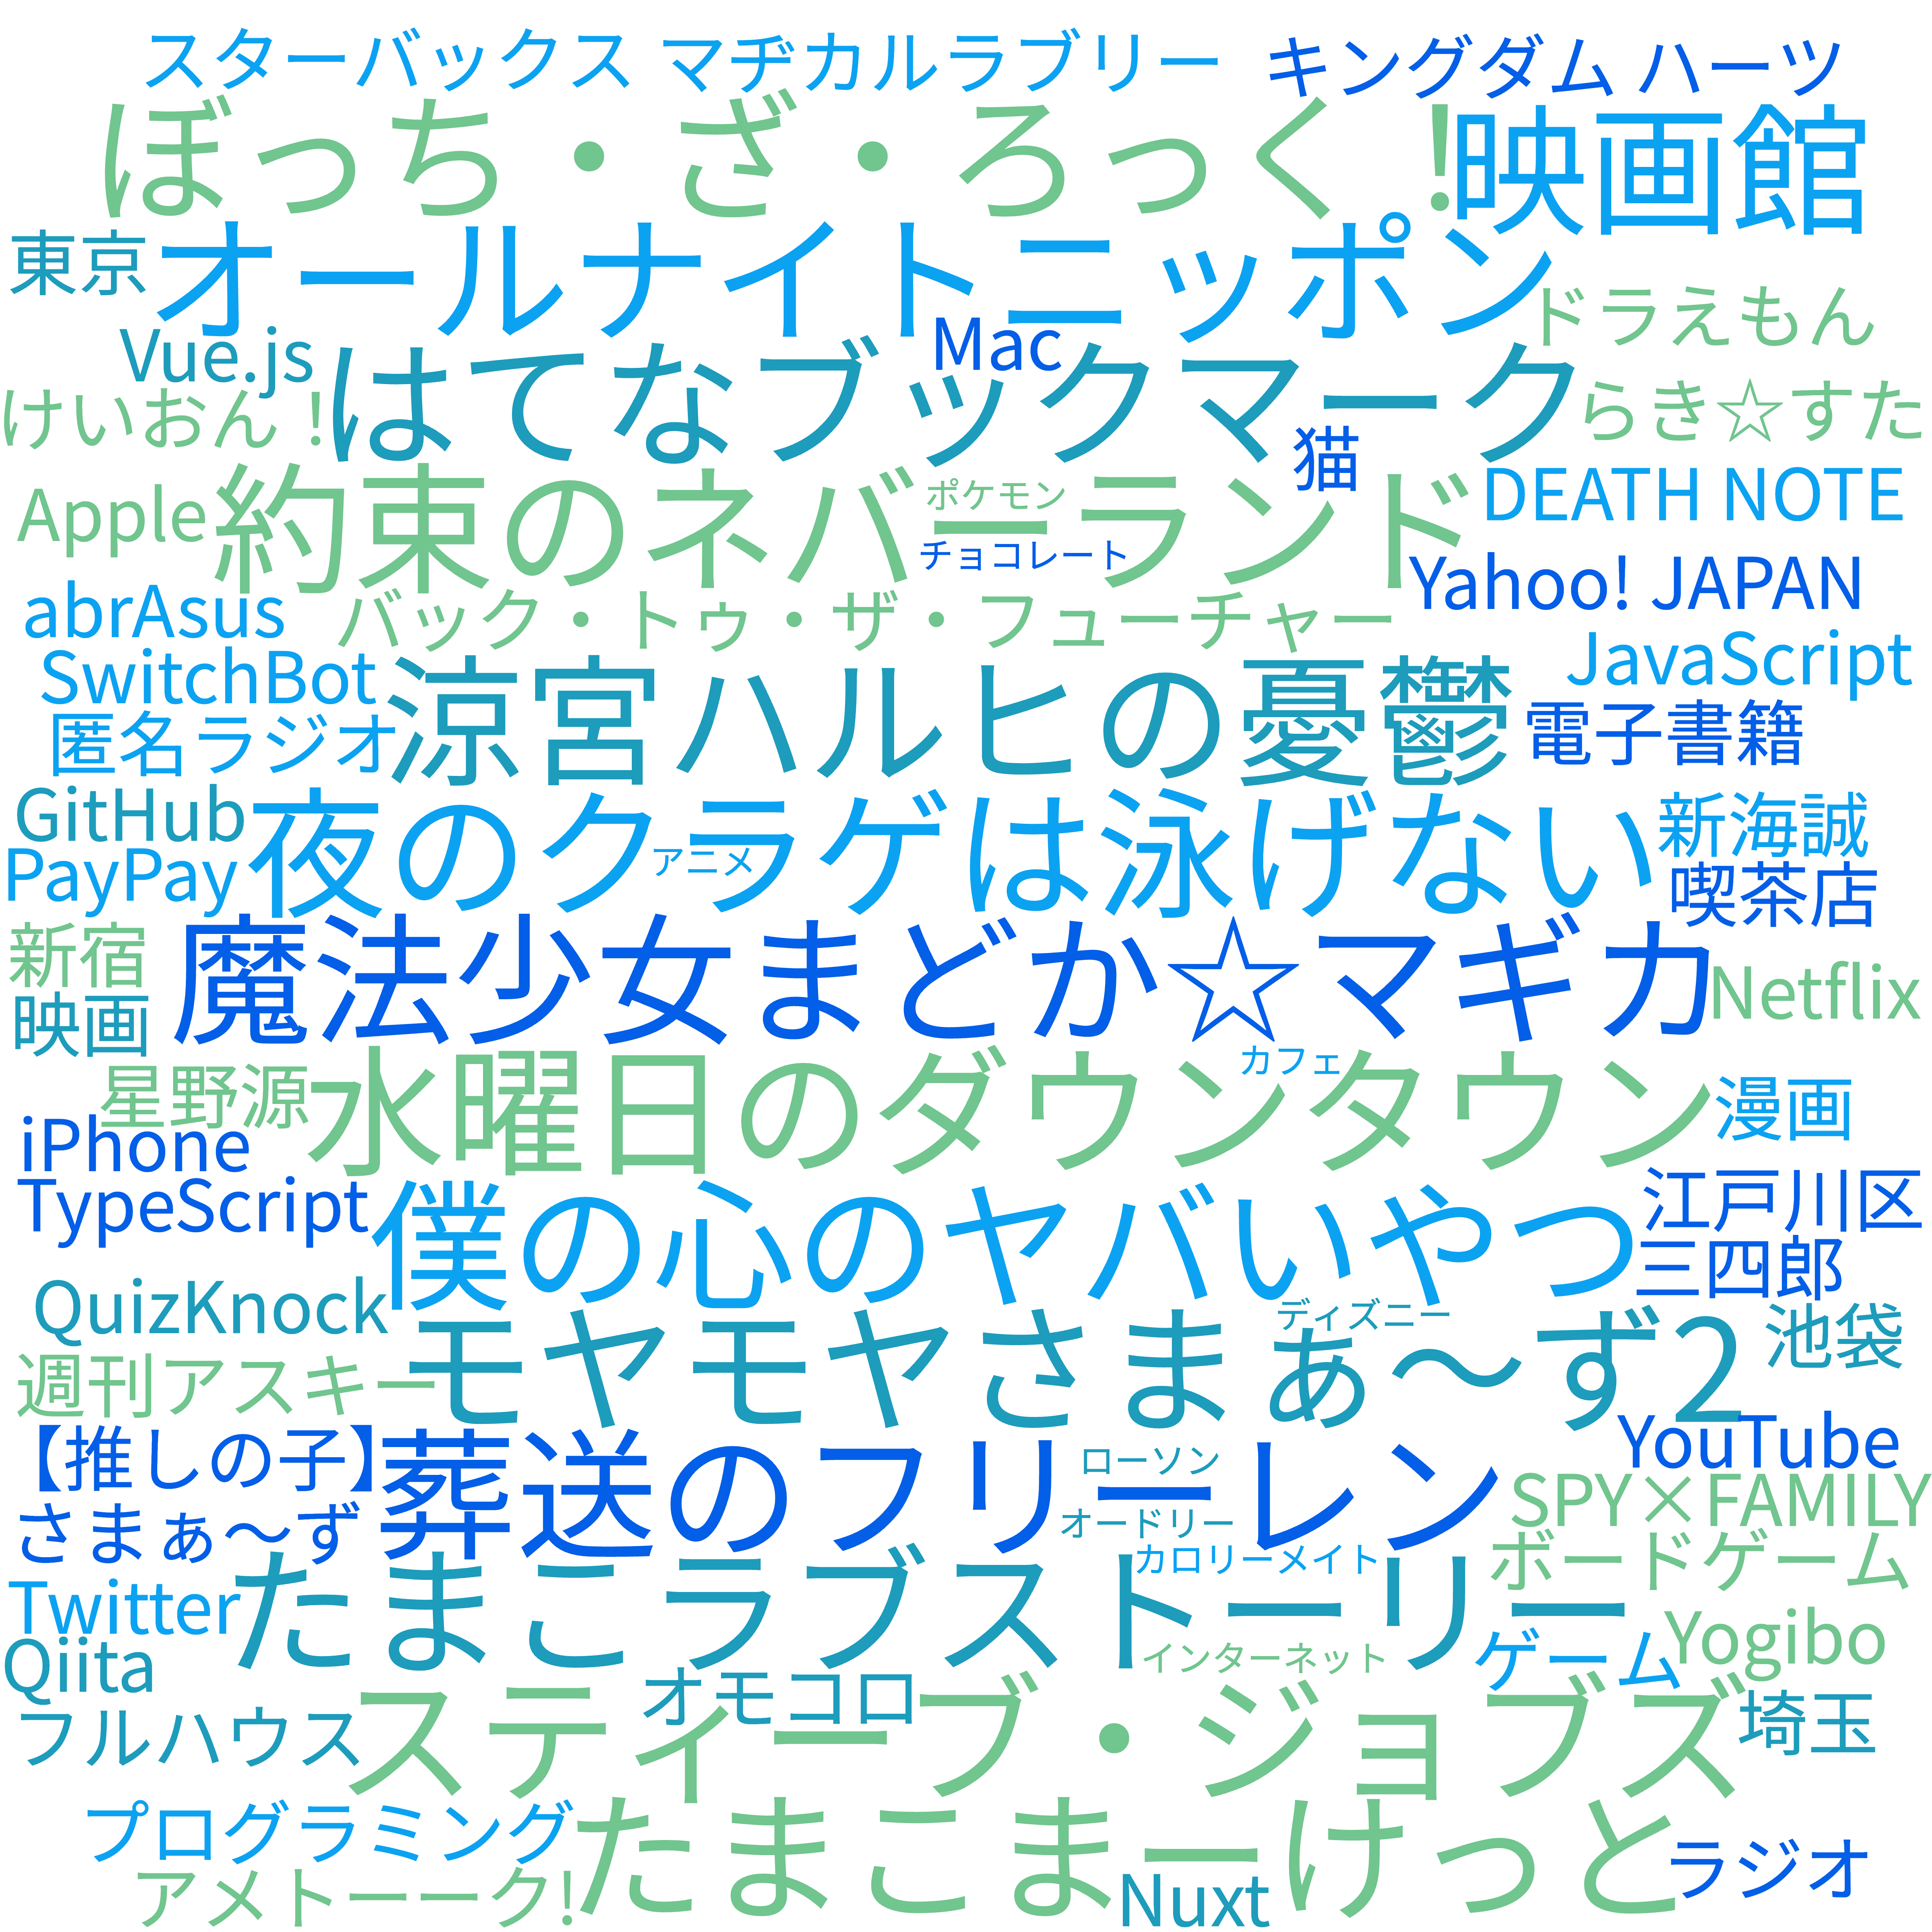 スターバックス マヂカルラブリー キングダム ハーツ
ぼっち・ざ・ろっく！ 映画館
東京 オールナイトニッポン
ドラえもん
Vue.js Mac
はてなブックマーク
けいおん！ らき☆すた
猫
Apple 約束のネバーランド DEATH NOTE
ポケモン
チョコレート Yahoo! JAPAN
abrAsus バック・トゥ・ザ・フューチャー
SwitchBot 涼宮ハルヒの憂鬱 JavaScript
匿名ラジオ 電子書籍
GitHub 夜のクラゲは泳げない 新海誠
PayPay アニメ 喫茶店
新宿 魔法少女まどか☆マギカ Netflix
映画
カフェ
星野源 水曜日のダウンタウン 漫画
iPhone
TypeScript 僕の心のヤバいやつ 江戸川区
三四郎
QuizKnock ディズニー
モヤモヤさまぁ〜ず2 池袋
週刊アスキー
【推しの子】 葬送のフリーレン YouTube
ローソン SPY×FAMILY
さまぁ〜ず オードリー
カロリーメイト ボードゲーム
Twitter たまこラブストーリー
Yogibo
Qiita インターネット ゲーム
オモコロ
フルハウス スティーブ・ジョブズ 埼玉
プログラミング たまこまーけっと ラジオ
アメトーーク! Nuxt